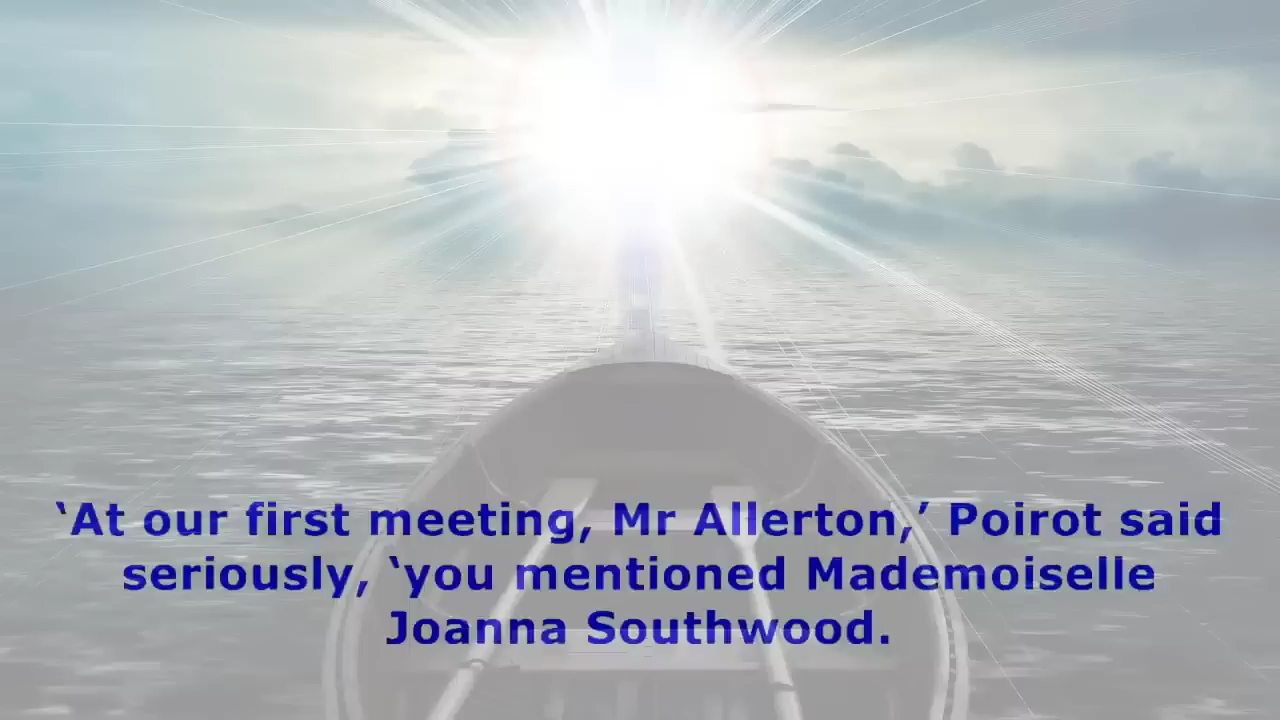 ‘At our first meeting, Mr Allerton,’ Poirot said
seriously, ‘you mentioned Mademoiselle
Joanna Southwood.